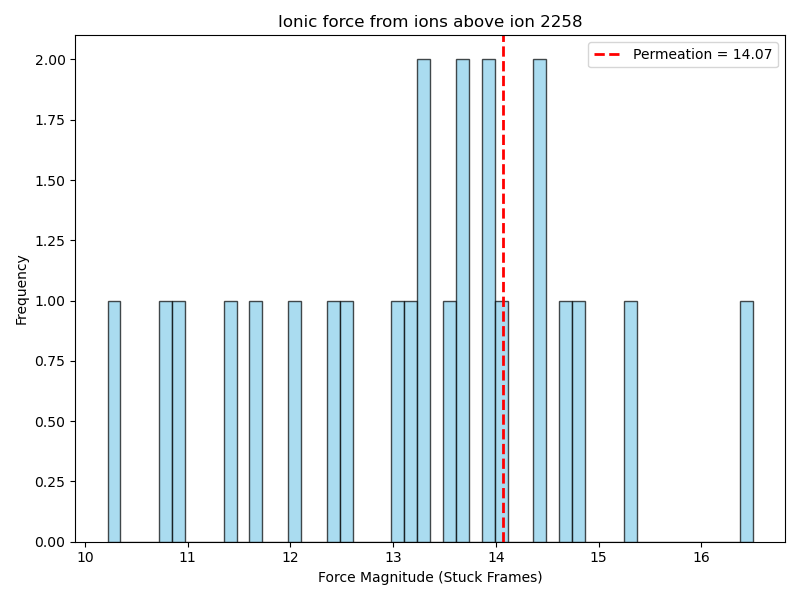 Ionic force from ions above ion 2258
Permeation = 14.07
2.00
1.75
1.50
1.25
1.00
0.75
0.50
0.25
0.00
Frequency
10 11 12 13 14 15 16
Force Magnitude (Stuck Frames)